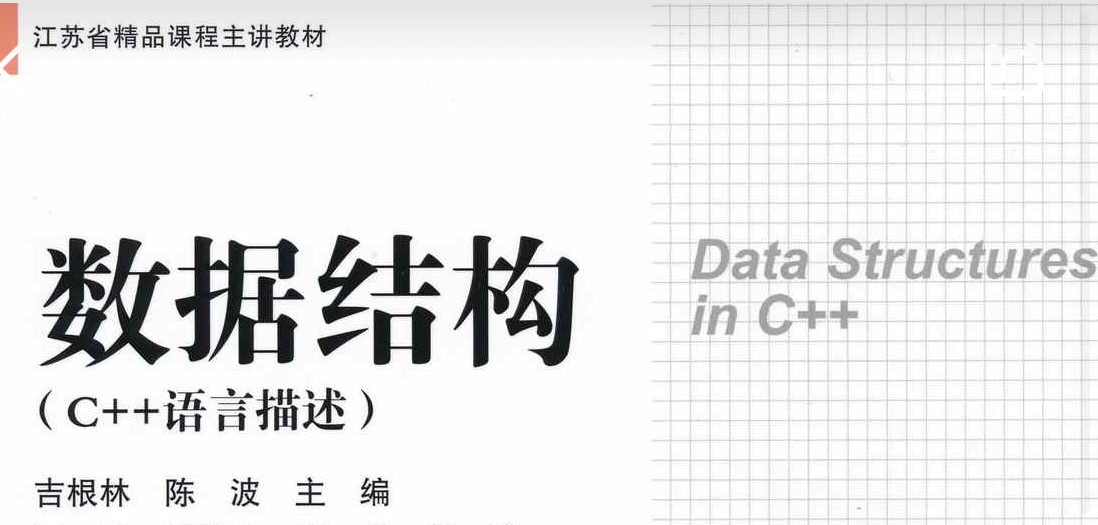 江苏省精品课程主讲教材
数据结构
(C++语言描述)
Data Structures
in C++
吉根林 陈 波 主 编